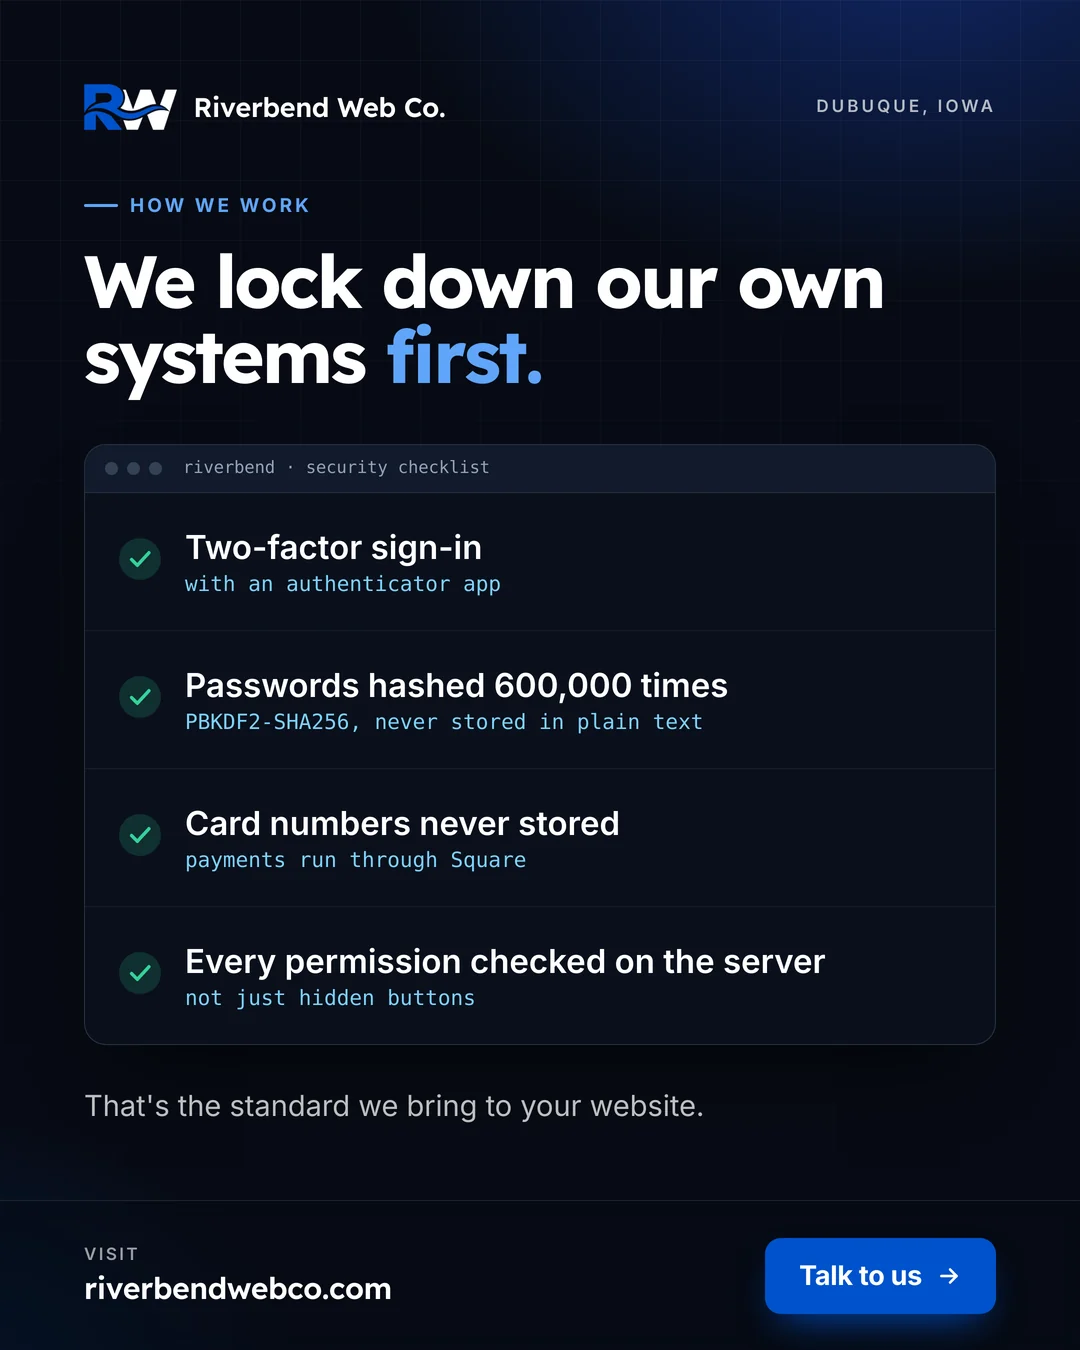 RW Riverbend Web Co.
DUBUQUE, IOWA
HOW WE WORK
We lock down our own
systems first.
riverbend · security checklist
Two-factor sign-in
with an authenticator app
Passwords hashed 600,000 times
PBKDF2-SHA256, never stored in plain text
Card numbers never stored
payments run through Square
Every permission checked on the server
not just hidden buttons
That's the standard we bring to your website.
VISIT
riverbendwebco.com
Talk to us →